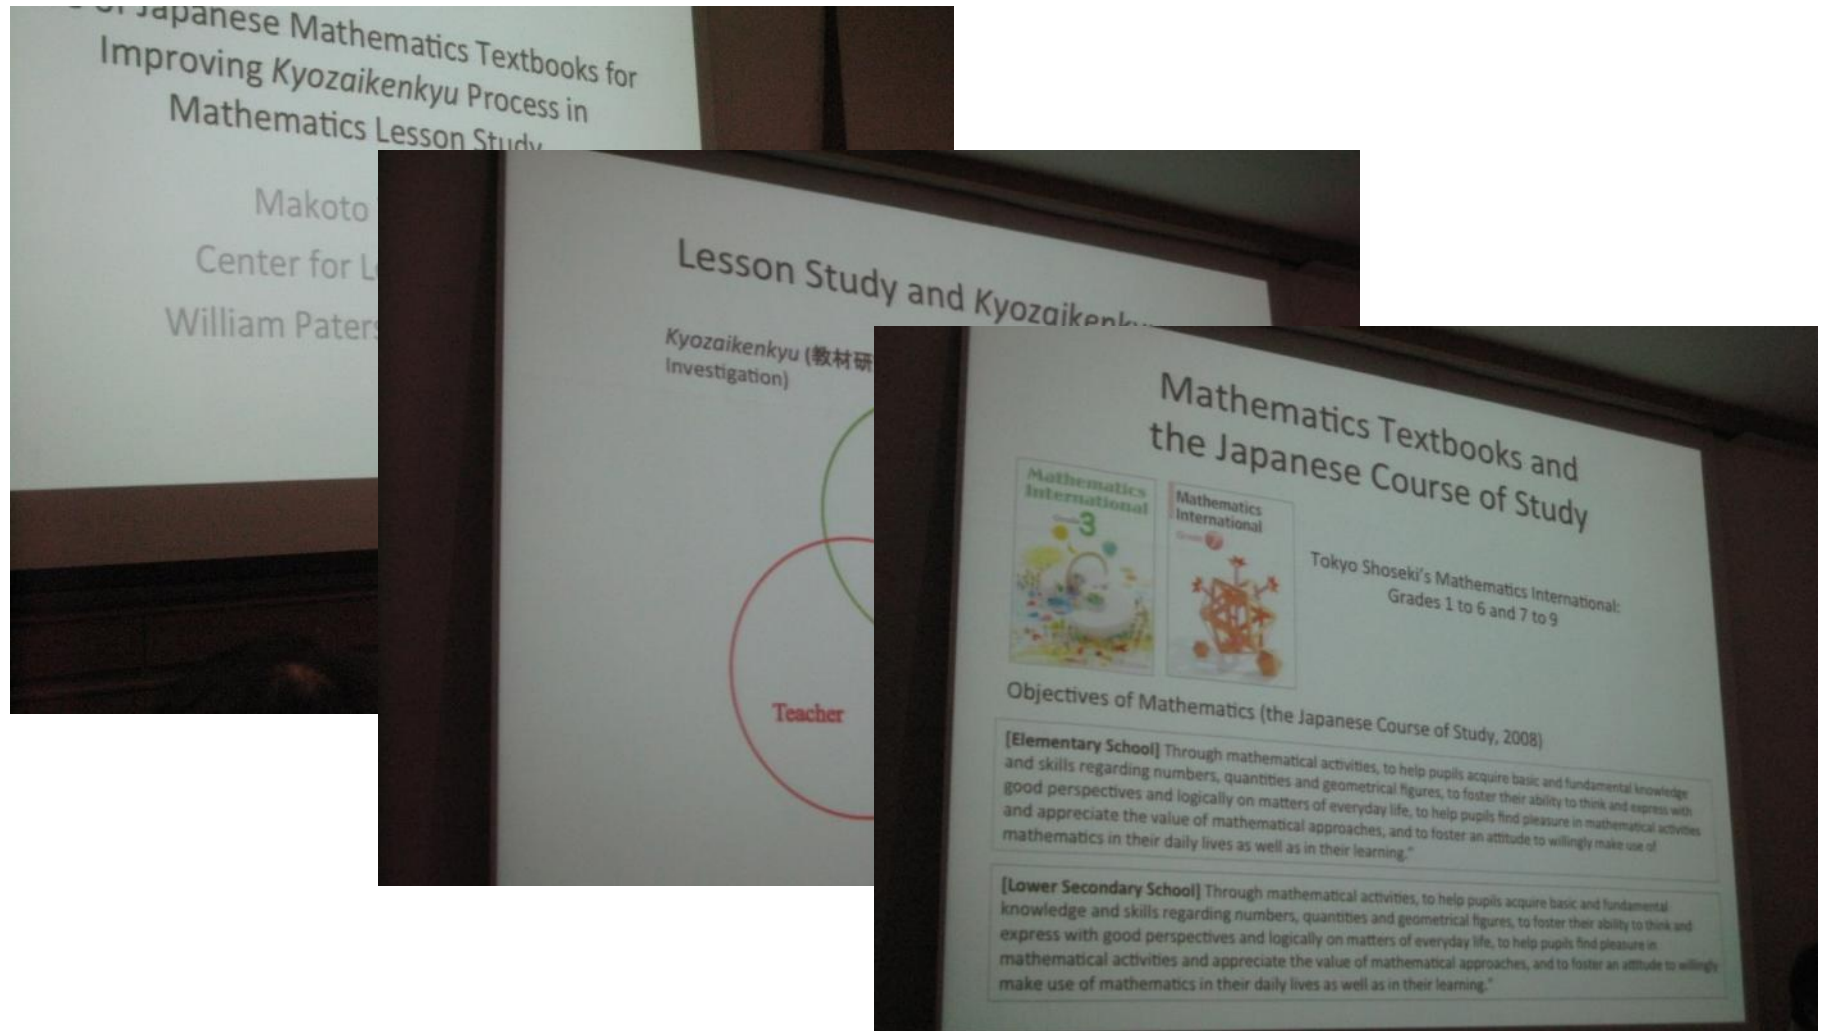 of Japanese Mathematics Textbooks for
Improving Kyozaikenkyu Process in
Mathematics Lesson Study
Makoto
Center for
William
Lesson Study and
Kyozaikenkyu (教材研
Investigation)
Teacher
Mathematics Textbooks and
the Japanese Course of Study
Mathematics
International
Grade 3
Mathematics
International
Grade 7
Tokyo Shoseki's Mathematics International:
Grades 1 to 6 and 7 to 9
Objectives of Mathematics (the Japanese Course of Study, 2008)
[Elementary School] Through mathematical activities, to help pupils acquire basic and fundamental knowledge
and skills regarding numbers, quantities and geometrical figures, to foster their ability to think and express with
good perspectives and logically on matters of everyday life, to help pupils find pleasure in mathematical activities
and appreciate the value of mathematical approaches, and to foster an attitude to willingly make use of
mathematics in their daily lives as well as in their learning."
[Lower Secondary School] Through mathematical activities, to help pupils acquire basic and fundamental
knowledge and skills regarding numbers, quantities and geometrical figures, to foster their ability to think and
express with good perspectives and logically on matters of everyday life, to help pupils find pleasure in
mathematical activities and appreciate the value of mathematical approaches, and to foster an attitude to willingly
make use of mathematics in their daily lives as well as in their learning."